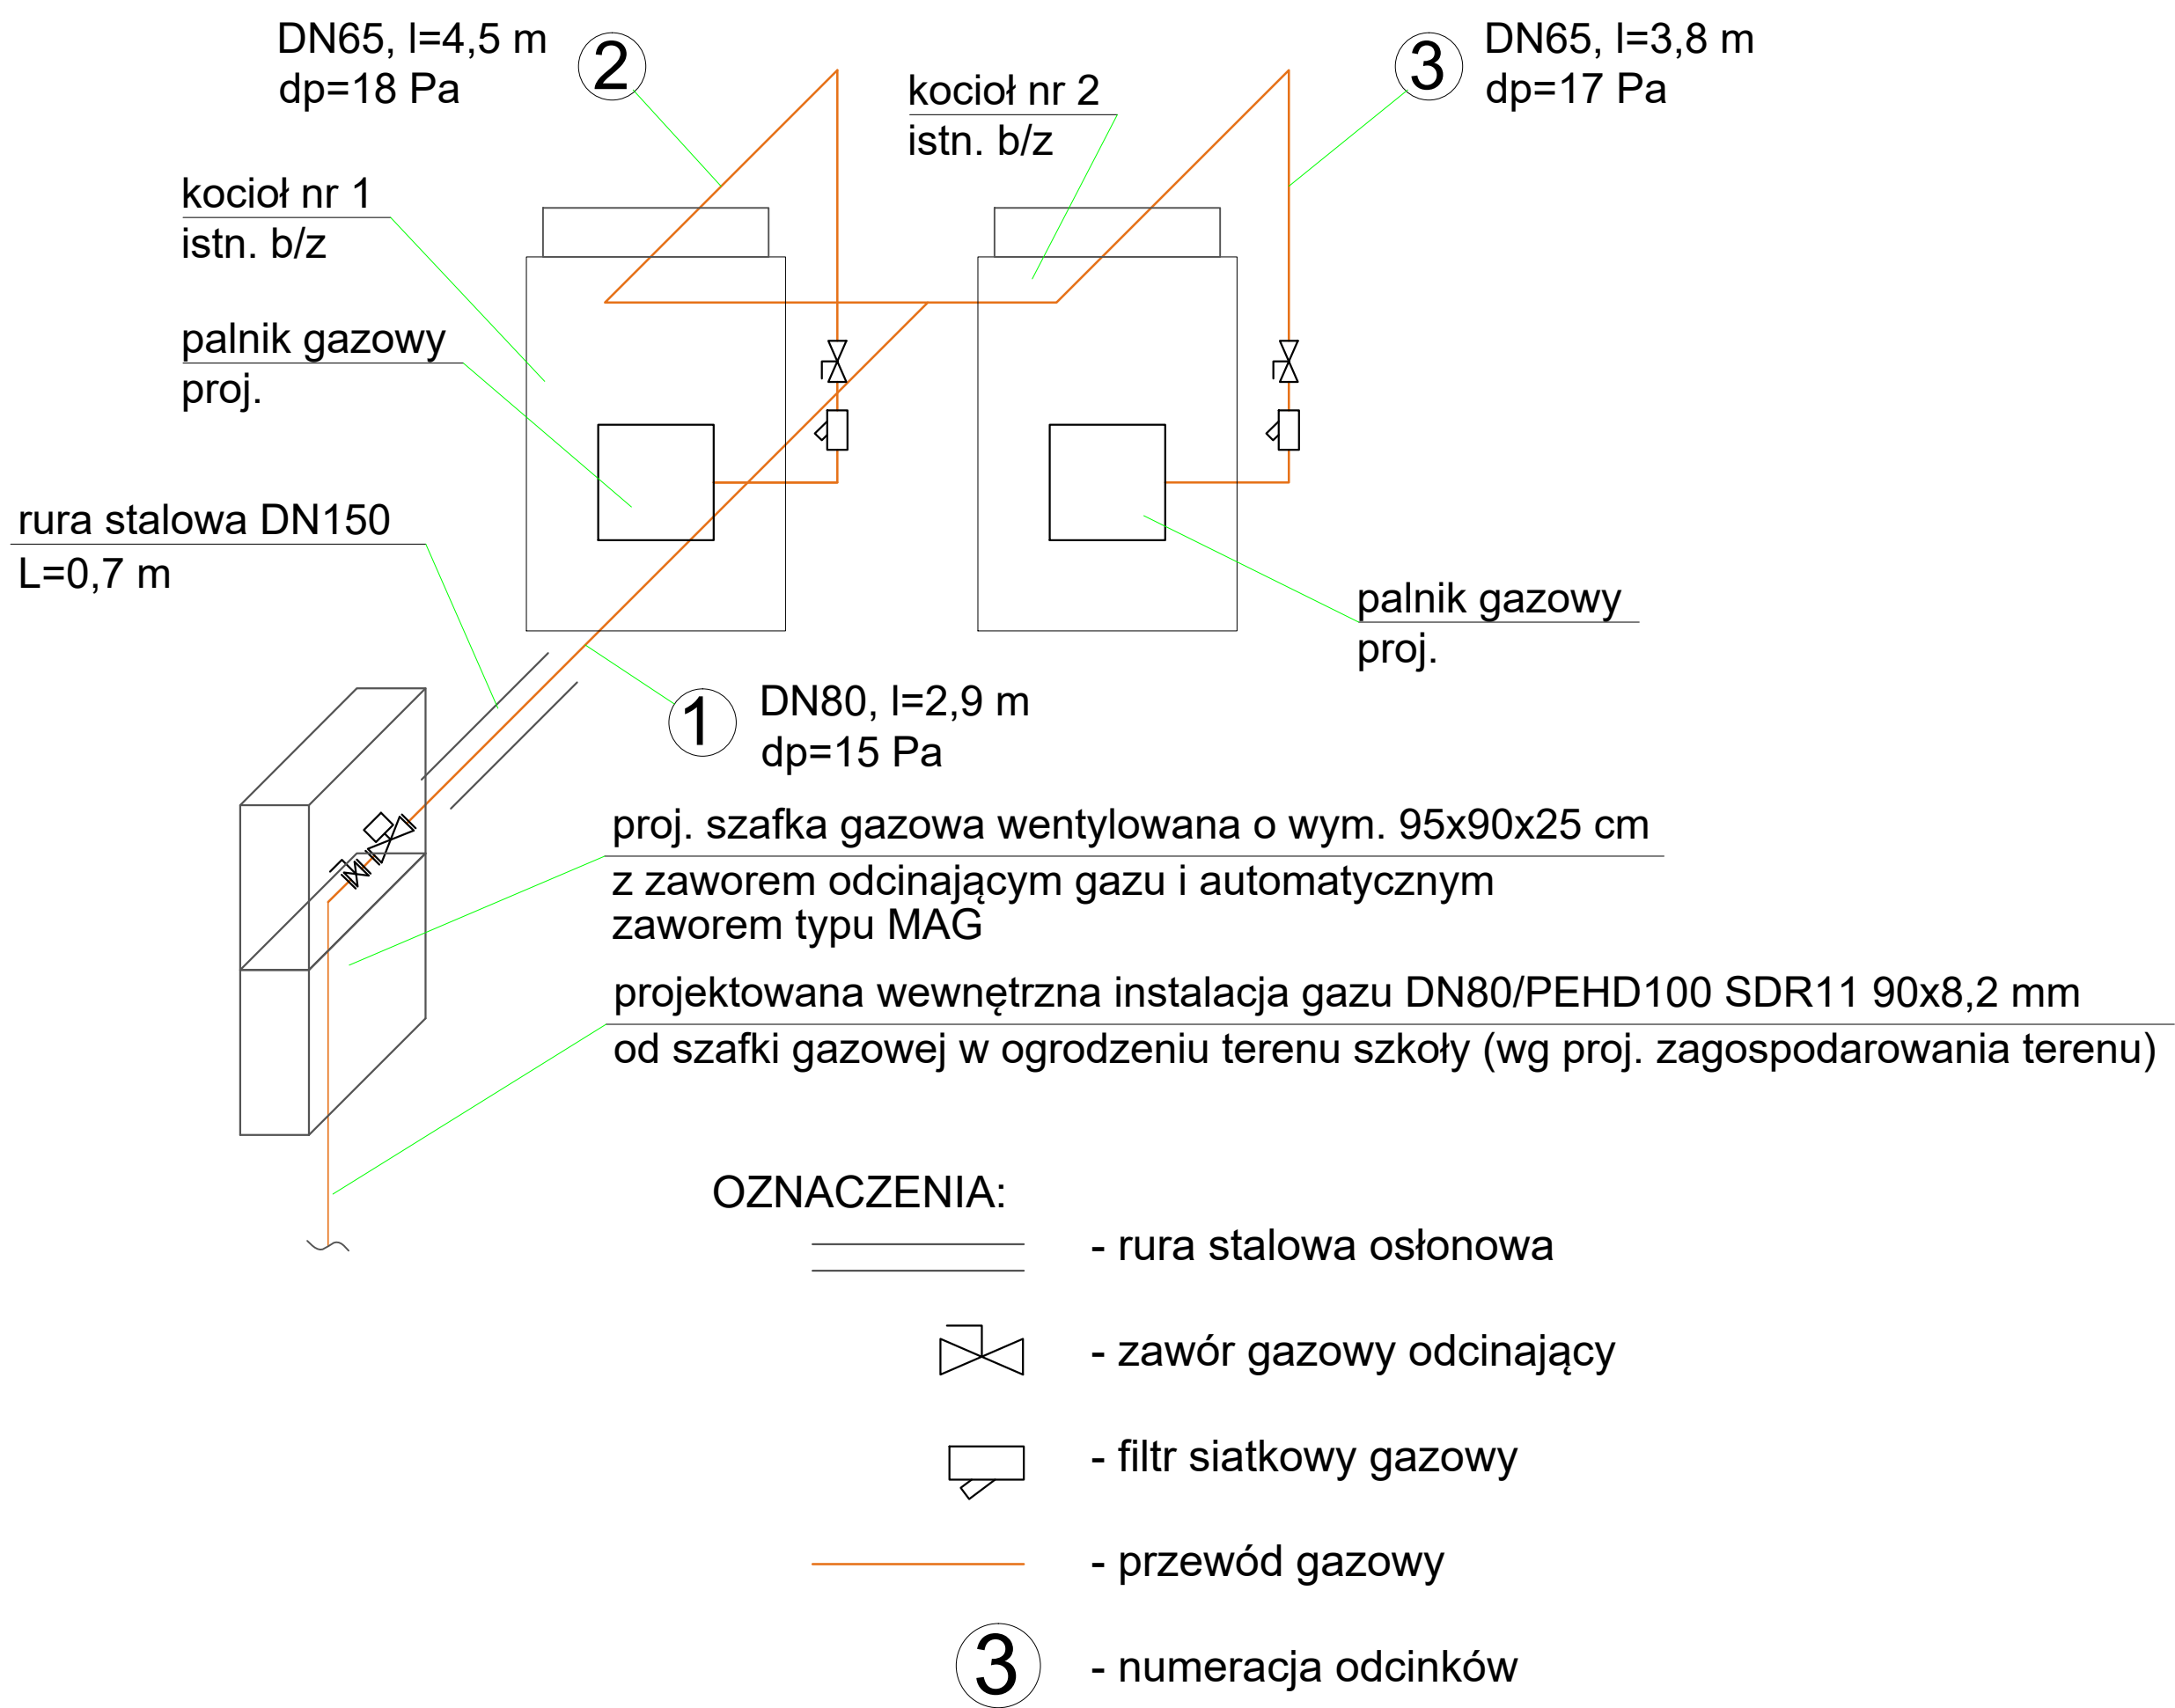 DN65, l=4,5 m
dp=18 Pa
2
kocioł nr 2
istn. b/z
3
DN65, l=3,8 m
dp=17 Pa
kocioł nr 1
istn. b/z
palnik gazowy
proj.
rura stalowa DN150
L=0,7 m
palnik gazowy
proj.
1
DN80, l=2,9 m
dp=15 Pa
proj. szafka gazowa wentylowana o wym. 95x90x25 cm
z zaworem odcinającym gazu i automatycznym
zaworem typu MAG
projektowana wewnętrzna instalacja gazu DN80/PEHD100 SDR11 90x8,2 mm
od szafki gazowej w ogrodzeniu terenu szkoły (wg proj. zagospodarowania terenu)
OZNACZENIA:
- rura stalowa osłonowa
- zawór gazowy odcinający
- filtr siatkowy gazowy
- przewód gazowy
3 - numeracja odcinków